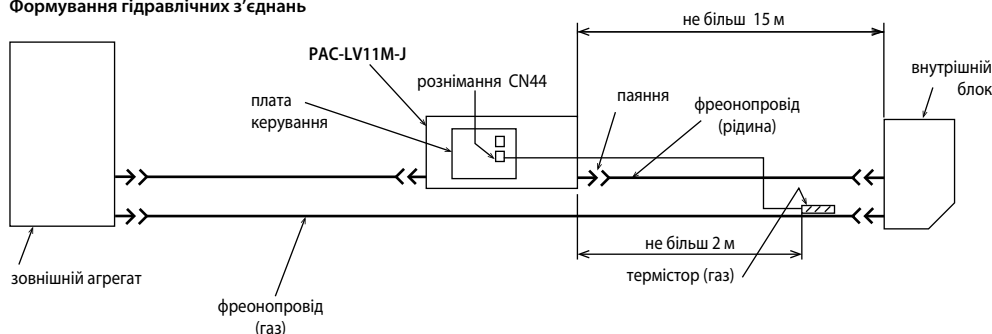 Формування гідравлічних з’єднань
не більш 15 м
PAC-LV11M-J
рознімання CN44
внутрішній
блок
плата
керування
паяння
фреонопровід
(рідина)
не більш 2 м
термістор (газ)
зовнішній агрегат
фреонопровід
(газ)